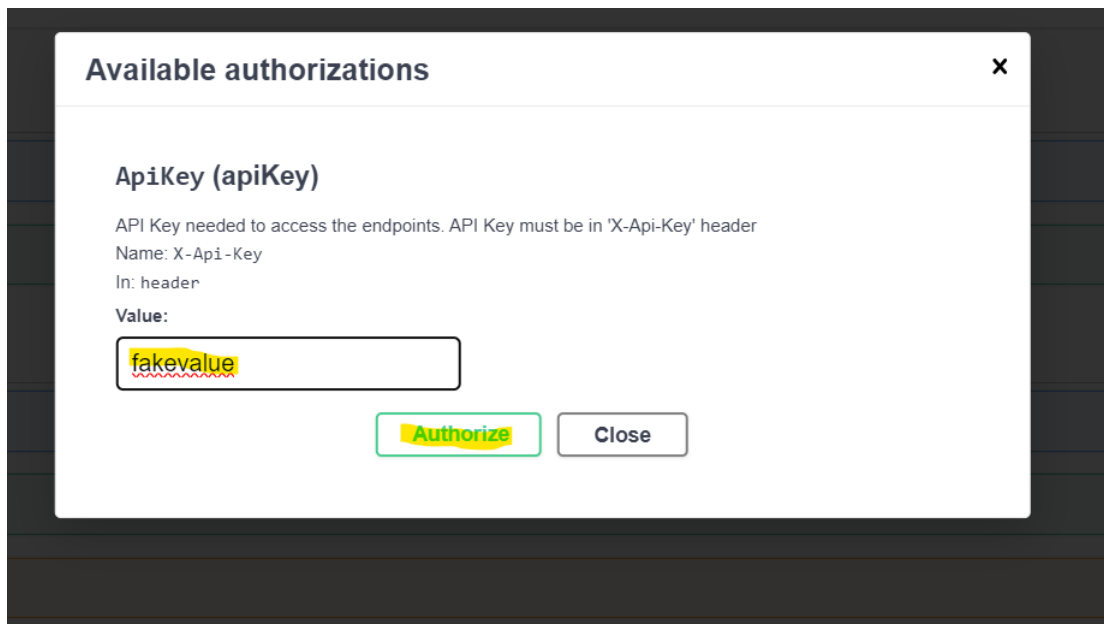 Available authorizations
ApiKey (apiKey)
API Key needed to access the endpoints. API Key must be in 'X-Api-Key' header
Name: X-Api-Key
In: header
Value:
fakevalue
Authorize Close